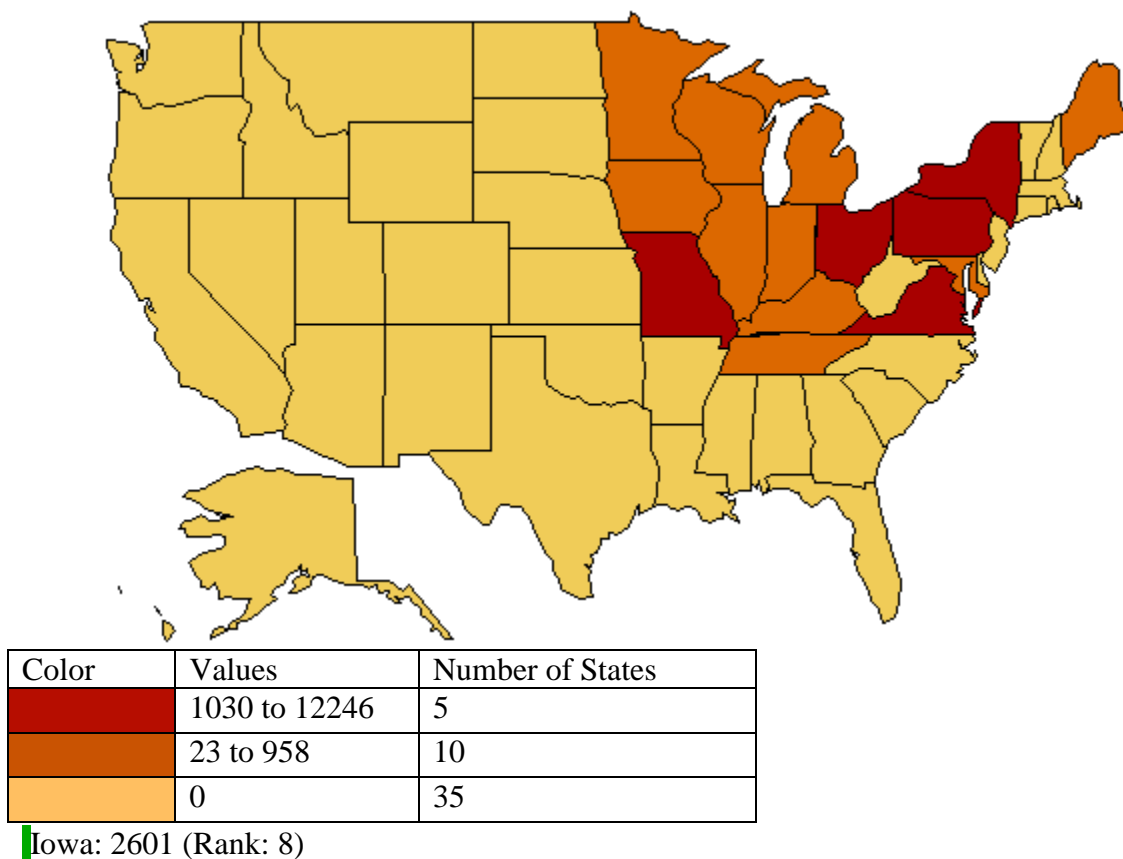 Color Values Number of States
1030 to 12246 5
23 to 958 10
0 35
Iowa: 2601 (Rank: 8)